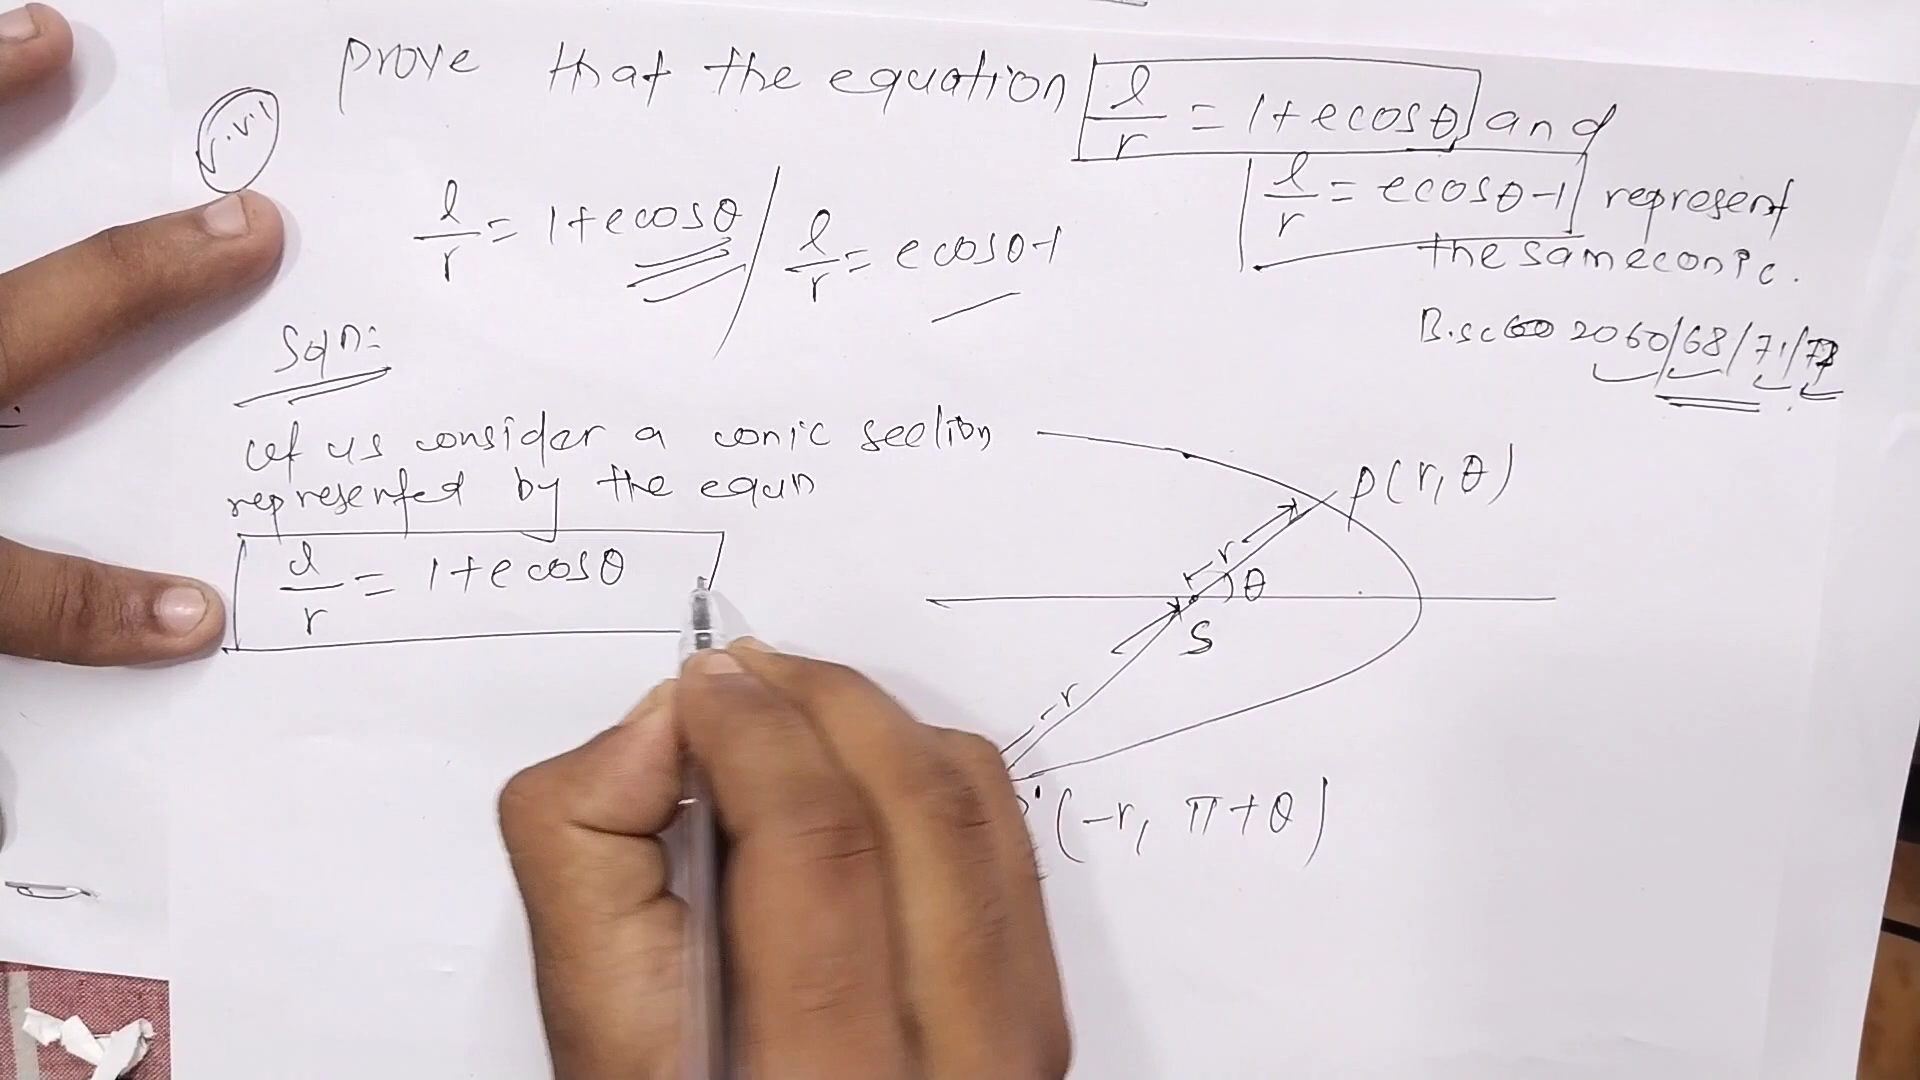 prove that the equation l/r = 1+ecosθ and
l/r = ecosθ-1 represent
the same conic.
v.v.I
l/r = 1+ecosθ / l/r = ecosθ-1
B.sc 2060/68/71/72
Soln:
Let us consider a conic section
represented by the equn
l/r = 1+ecosθ
P(r, θ)
r
θ
S
-r
P'(-r, π+θ)